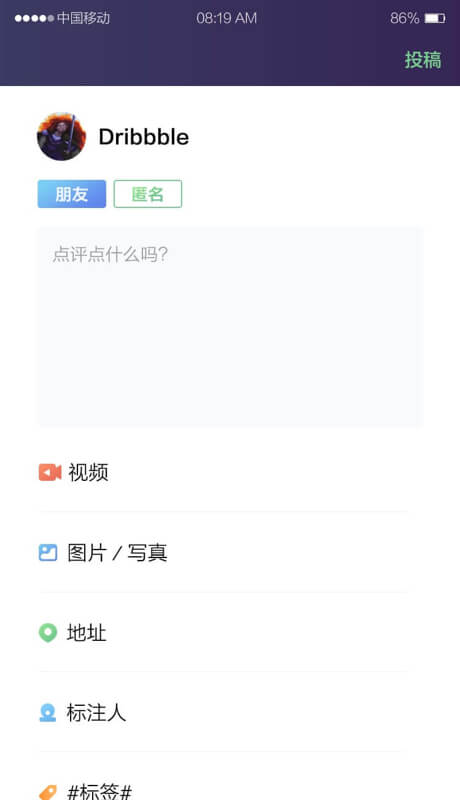 中国移动 08:19 AM 86%
投稿
Dribbble
朋友 匿名
点评点什么吗?
视频
图片 / 写真
地址
标注人
#标签#